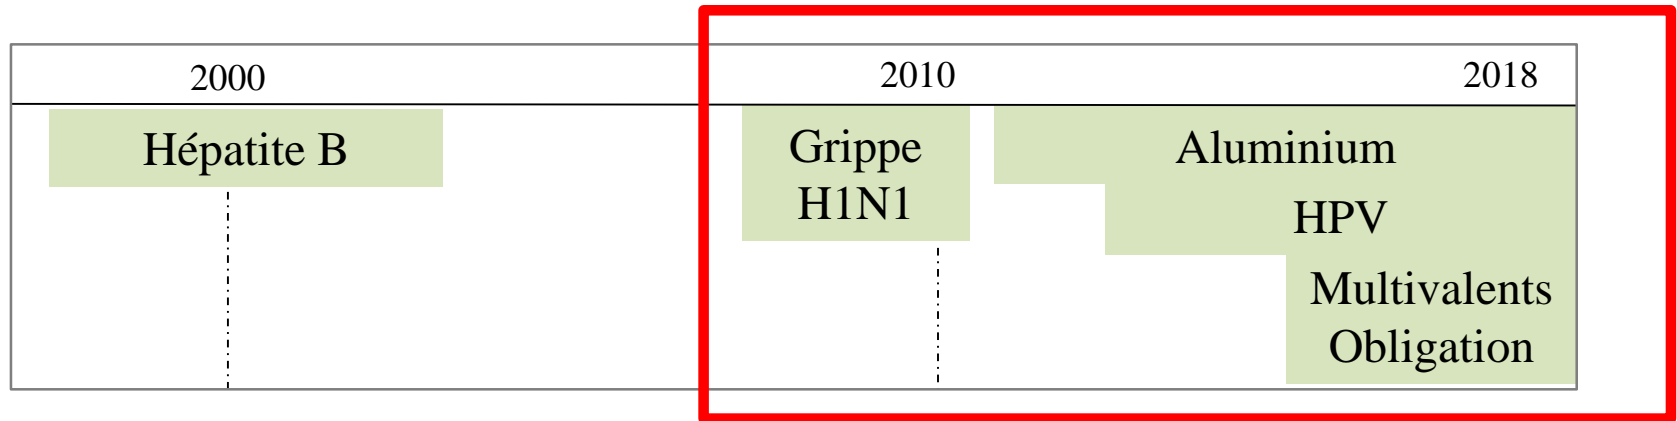 2000
2010
2018
Hépatite B
Grippe
H1N1
Aluminium
HPV
Multivalents
Obligation